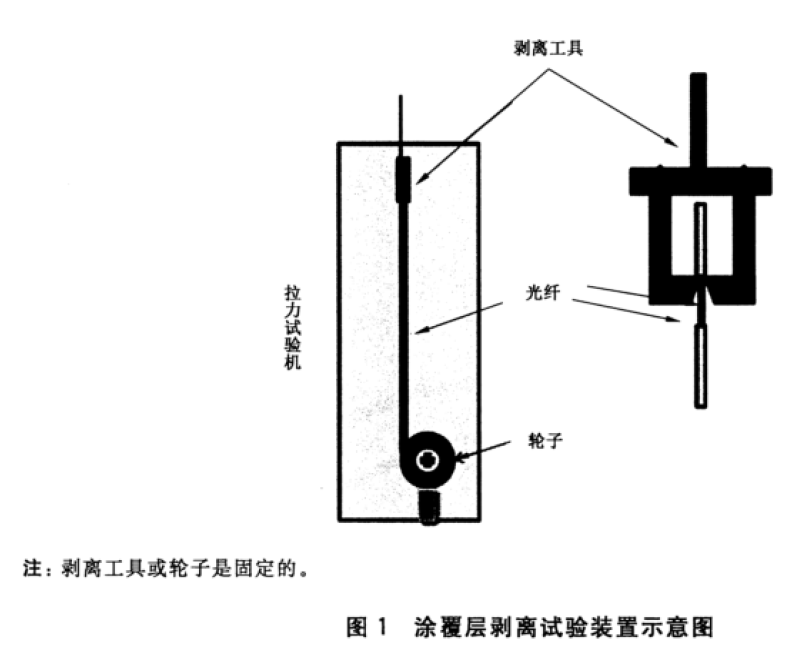 剥离工具
拉力试验机
光纤
轮子
注：剥离工具或轮子是固定的。
图 1 涂覆层剥离试验装置示意图